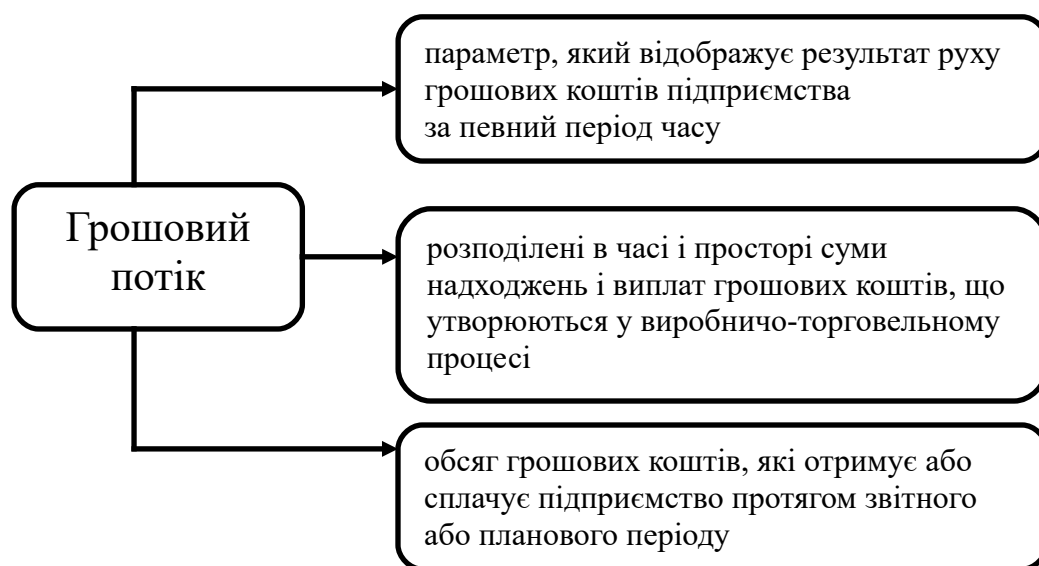 параметр, який відображує результат руху
грошових коштів підприємства
за певний період часу
Грошовий
потік
розподілені в часі і просторі суми
надходжень і виплат грошових коштів, що
утворюються у виробничо-торговельному
процесі
обсяг грошових коштів, які отримує або
сплачує підприємство протягом звітного
або планового періоду